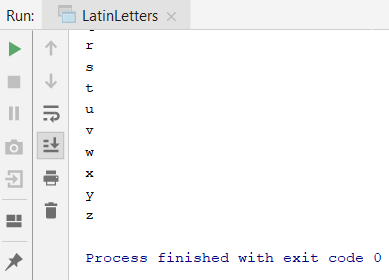 Run: LatinLetters
r
s
t
u
v
w
x
y
z
Process finished with exit code 0